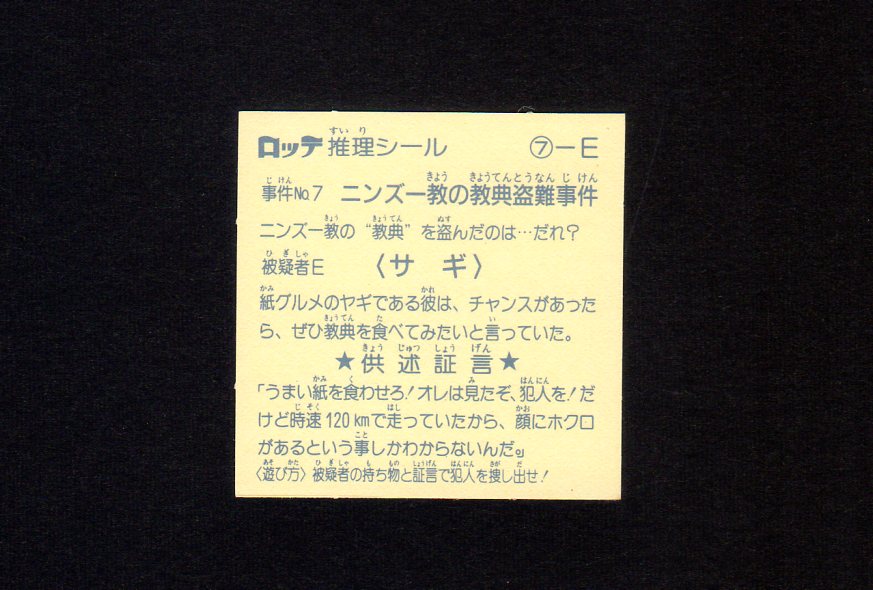 ロッテ推理シール ⑦－E
事件No.7 ニンズー教の教典盗難事件
ニンズー教の“教典”を盗んだのは…だれ？
被疑者E 〈サギ〉
紙グルメのヤギである彼は、チャンスがあった
ら、ぜひ教典を食べてみたいと言っていた。
★供述証言★
「うまい紙を食わせろ！オレは見たぞ、犯人を！だ
けど時速120kmで走っていたから、顔にホクロ
があるという事しかわからないんだ。」
〈遊び方〉被疑者の持ち物と証言で犯人を捜し出せ！